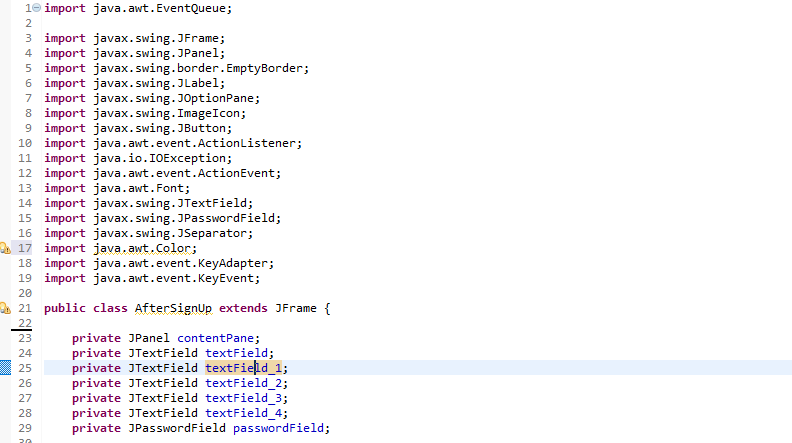 1 import java.awt.EventQueue;
2
3 import javax.swing.JFrame;
4 import javax.swing.JPanel;
5 import javax.swing.border.EmptyBorder;
6 import javax.swing.JLabel;
7 import javax.swing.JOptionPane;
8 import javax.swing.ImageIcon;
9 import javax.swing.JButton;
10 import java.awt.event.ActionListener;
11 import java.io.IOException;
12 import java.awt.event.ActionEvent;
13 import java.awt.Font;
14 import javax.swing.JTextField;
15 import javax.swing.JPasswordField;
16 import javax.swing.JSeparator;
17 import java.awt.Color;
18 import java.awt.event.KeyAdapter;
19 import java.awt.event.KeyEvent;
20
21 public class AfterSignUp extends JFrame {
22
23 private JPanel contentPane;
24 private JTextField textField;
25 private JTextField textField_1;
26 private JTextField textField_2;
27 private JTextField textField_3;
28 private JTextField textField_4;
29 private JPasswordField passwordField;